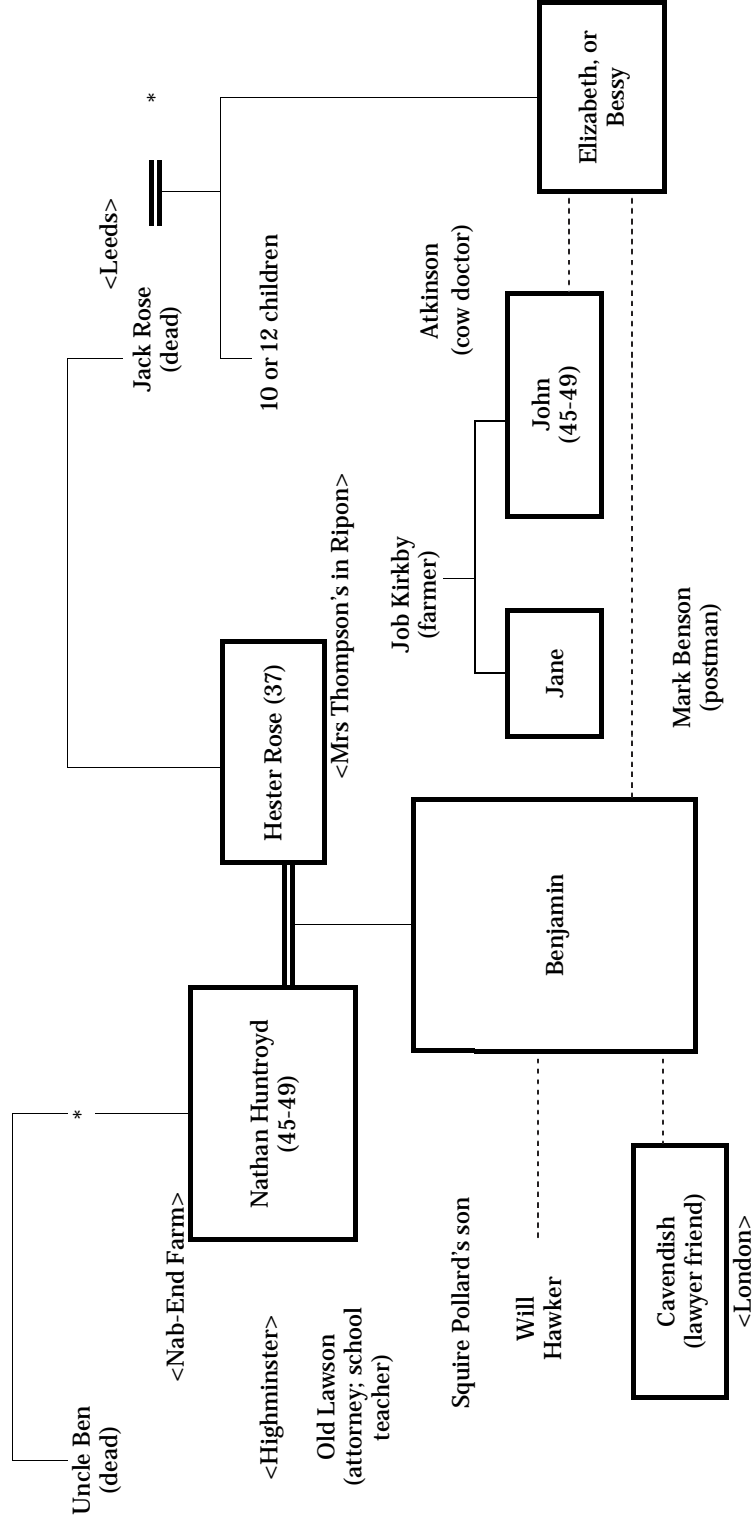 Uncle Ben
(dead)
*
<Nab-End Farm>
Nathan Huntroyd
(45-49)
Hester Rose (37)
<Mrs Thompson's in Ripon>
<Leeds>
Jack Rose
(dead)
*
10 or 12 children
<Highminster>
Old Lawson
(attorney; school
teacher)
Job Kirkby
(farmer)
Atkinson
(cow doctor)
Squire Pollard's son
Will
Hawker
Benjamin
Jane
John
(45-49)
Elizabeth, or
Bessy
Cavendish
(lawyer friend)
<London>
Mark Benson
(postman)